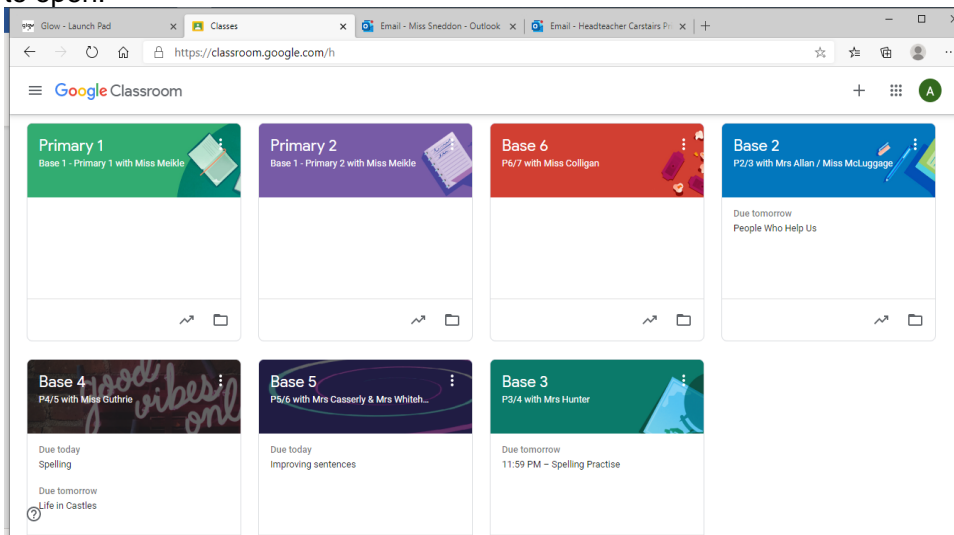 to open.
Glow - Launch Pad
Classes
Email - Miss Sneddon - Outlook
Email - Headteacher Carstairs Pr
https://classroom.google.com/h
Google Classroom
A
Primary 1
Base 1 - Primary 1 with Miss Meikle
Primary 2
Base 1 - Primary 2 with Miss Meikle
Base 6
P6/7 with Miss Colligan
Base 2
P2/3 with Mrs Allan / Miss McLuggage
Due tomorrow
People Who Help Us
Base 4
P4/5 with Miss Guthrie
good
vibes
only
Due today
Spelling
Due tomorrow
Life in Castles
Base 5
P5/6 with Mrs Casserly & Mrs Whiteh...
Due today
Improving sentences
Base 3
P3/4 with Mrs Hunter
Due tomorrow
11:59 PM – Spelling Practise